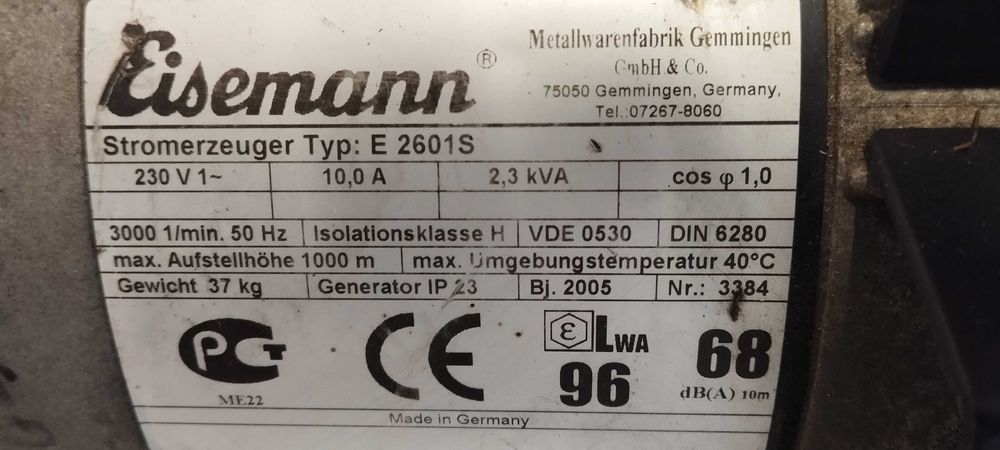 Eisemann®
Metallwarenfabrik Gemmingen
GmbH & Co.
75050 Gemmingen, Germany,
Tel.:07267-8060
Stromerzeuger Typ: E 2601S
230 V 1~ 10,0 A 2,3 kVA cos φ 1,0
3000 1/min. 50 Hz Isolationsklasse H VDE 0530 DIN 6280
max. Aufstellhöhe 1000 m max. Umgebungstemperatur 40°C
Gewicht 37 kg Generator IP 23 Bj. 2005 Nr.: 3384
РСТ CE ε LWA 68
ME22 96 dB(A) 10m
Made in Germany